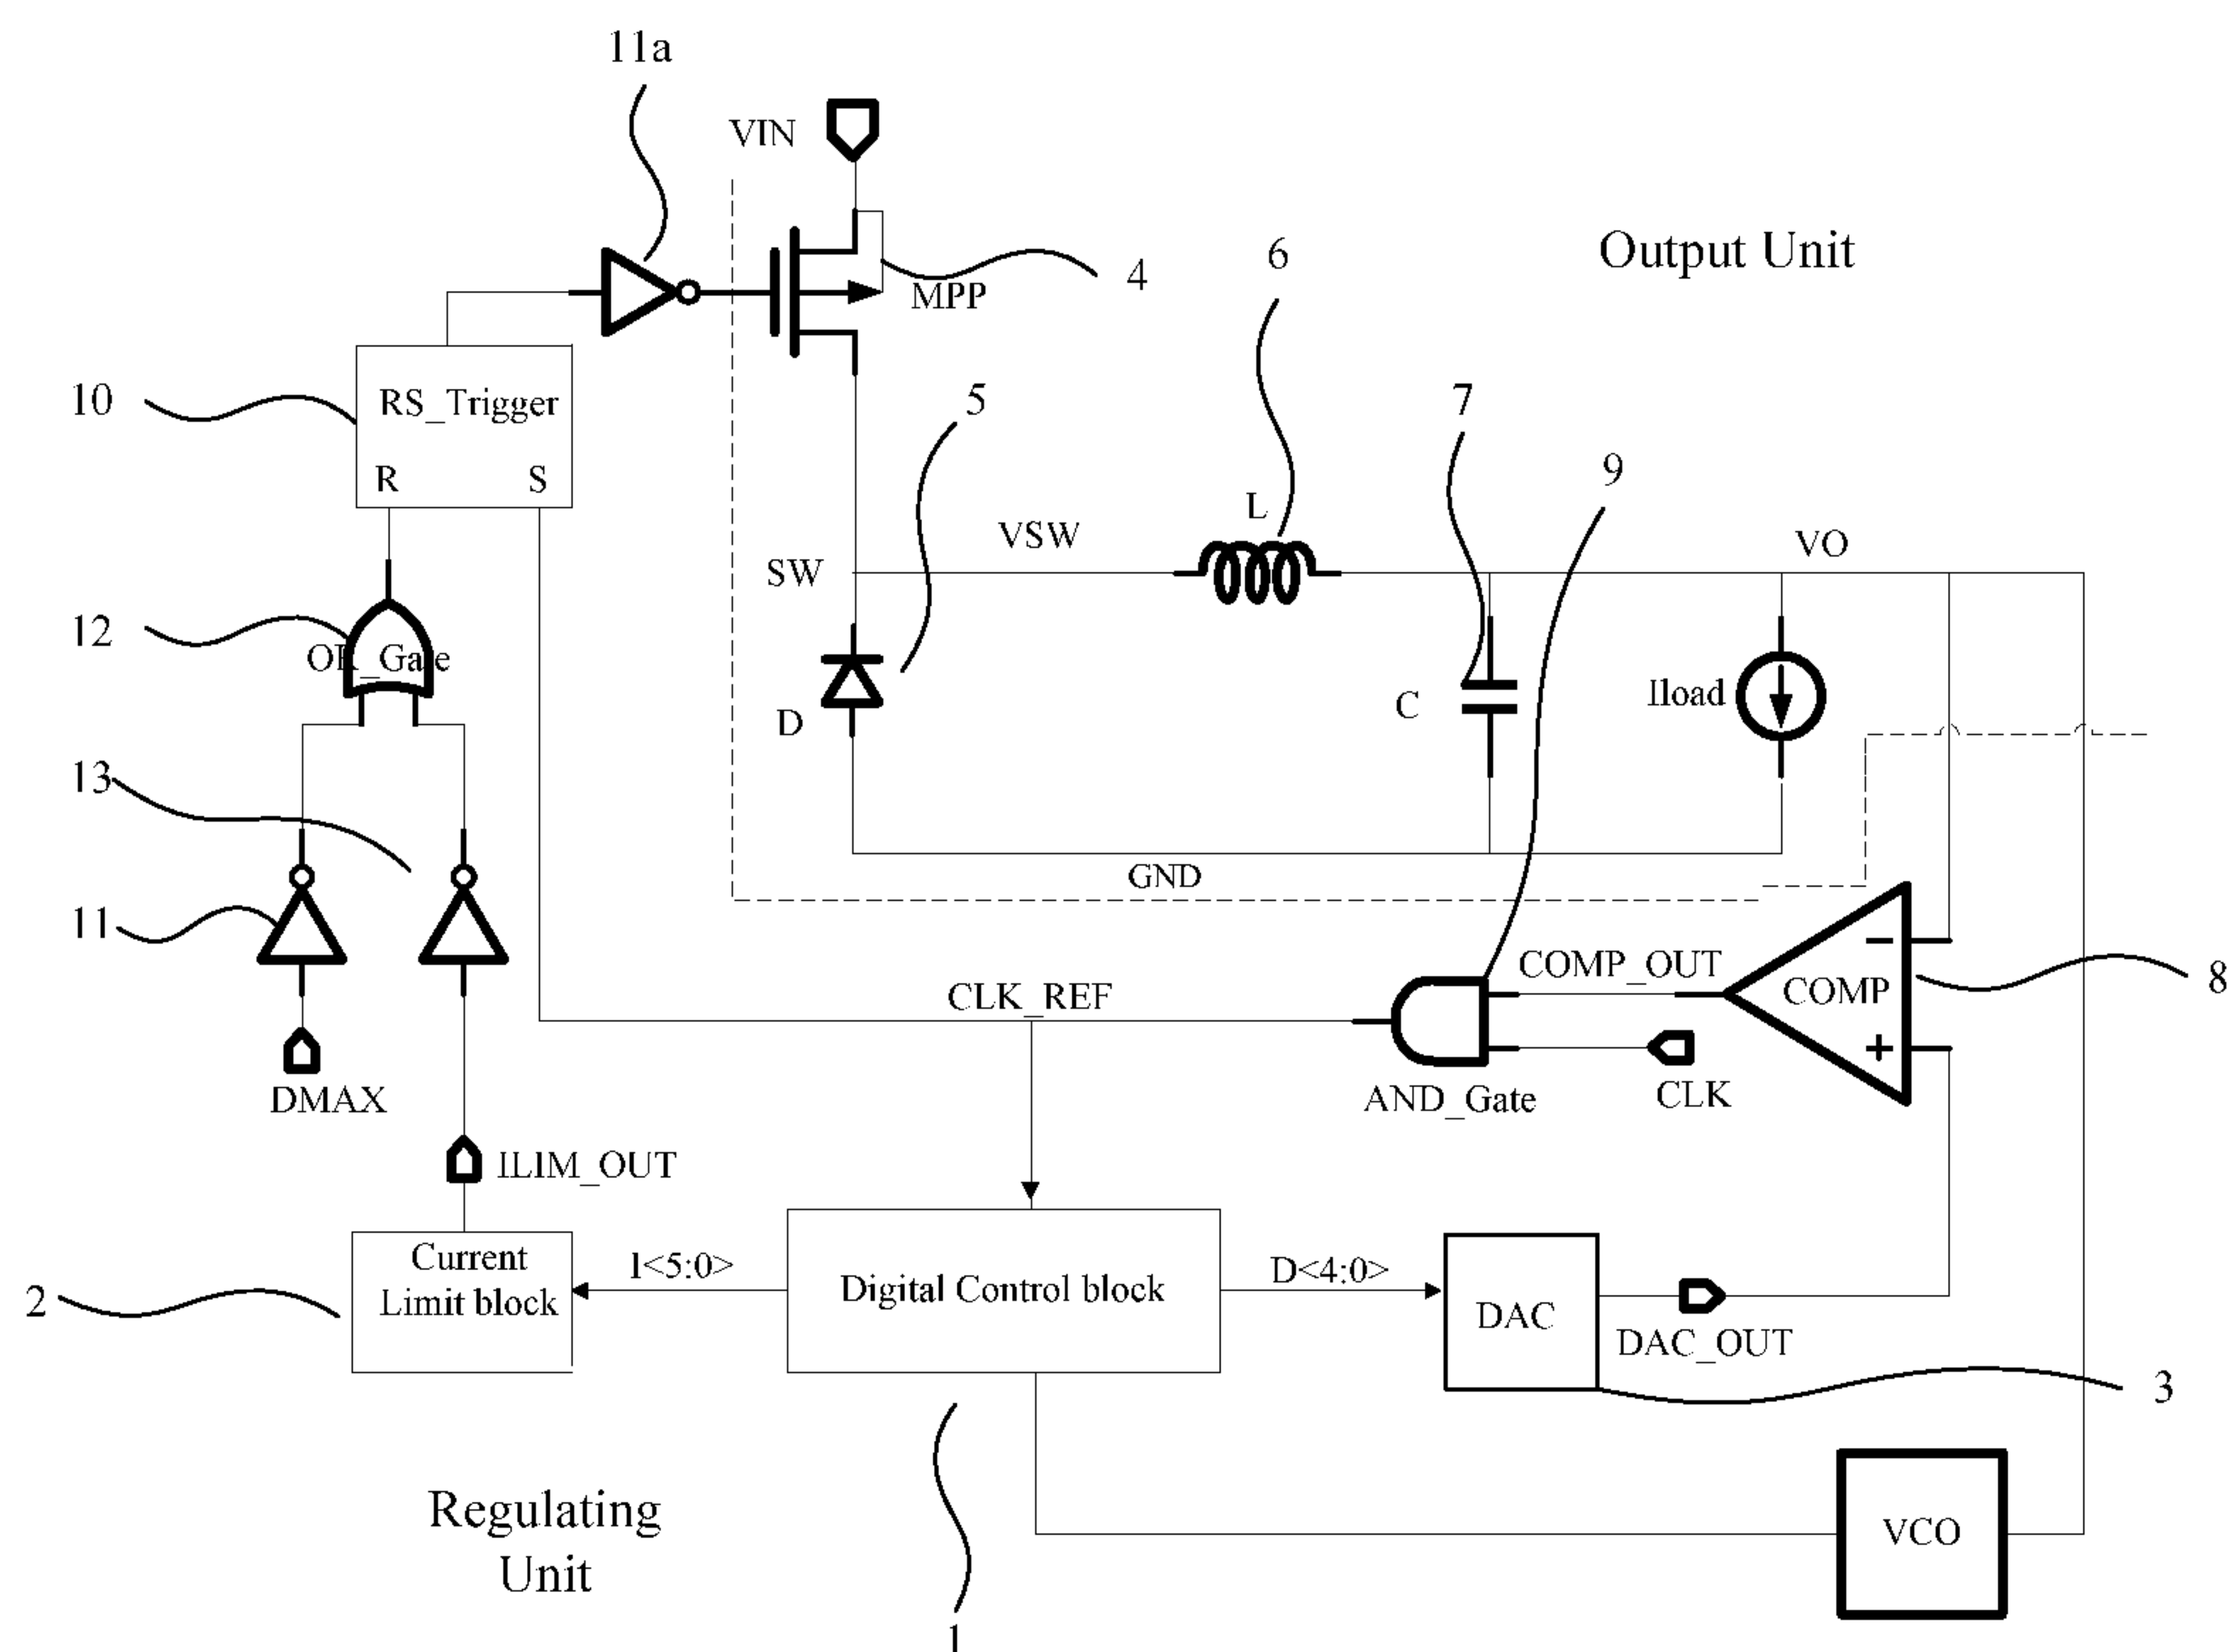 11a
VIN
Output Unit
6
4
MPP
10
RS_Trigger
R
S
5
7
9
L
VSW
SW
VO
12
OR_Gate
D
C
Iload
13
11
GND
COMP_OUT
COMP
-
+
8
CLK_REF
DMAX
AND_Gate
CLK
ILIM_OUT
2
Current
Limit block
I<5:0>
Digital Control block
D<4:0>
DAC
DAC_OUT
3
Regulating
Unit
VCO
1